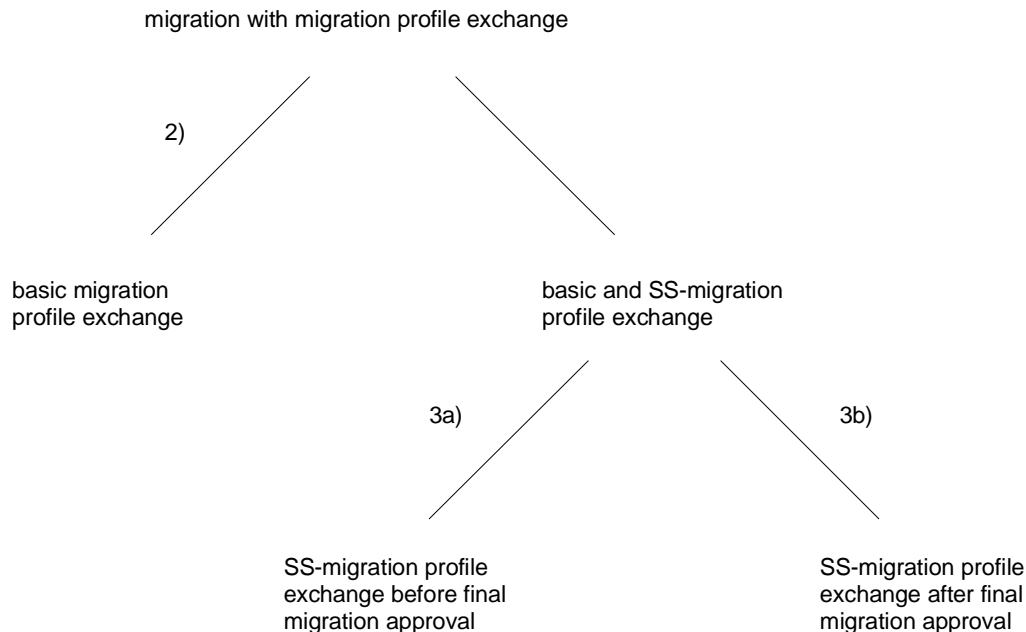 migration with migration profile exchange
2)
basic migration
profile exchange
basic and SS-migration
profile exchange
3a)
3b)
SS-migration profile
exchange before final
migration approval
SS-migration profile
exchange after final
migration approval